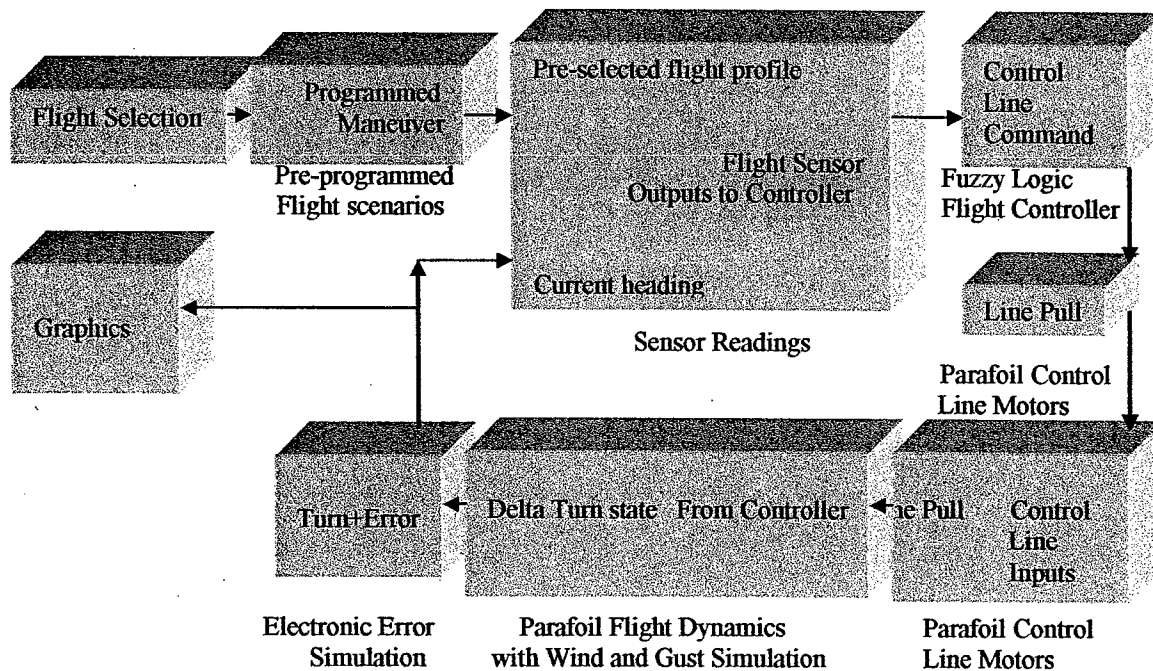 Flight Selection
Programmed
Maneuver
Pre-programmed
Flight scenarios
Pre-selected flight profile
Flight Sensor
Outputs to Controller
Current heading
Sensor Readings
Control
Line
Command
Fuzzy Logic
Flight Controller
Line Pull
Parafoil Control
Line Motors
Graphics
Turn+Error
Electronic Error
Simulation
Delta Turn state From Controller
Parafoil Flight Dynamics
with Wind and Gust Simulation
ne Pull
Control
Line
Inputs
Parafoil Control
Line Motors